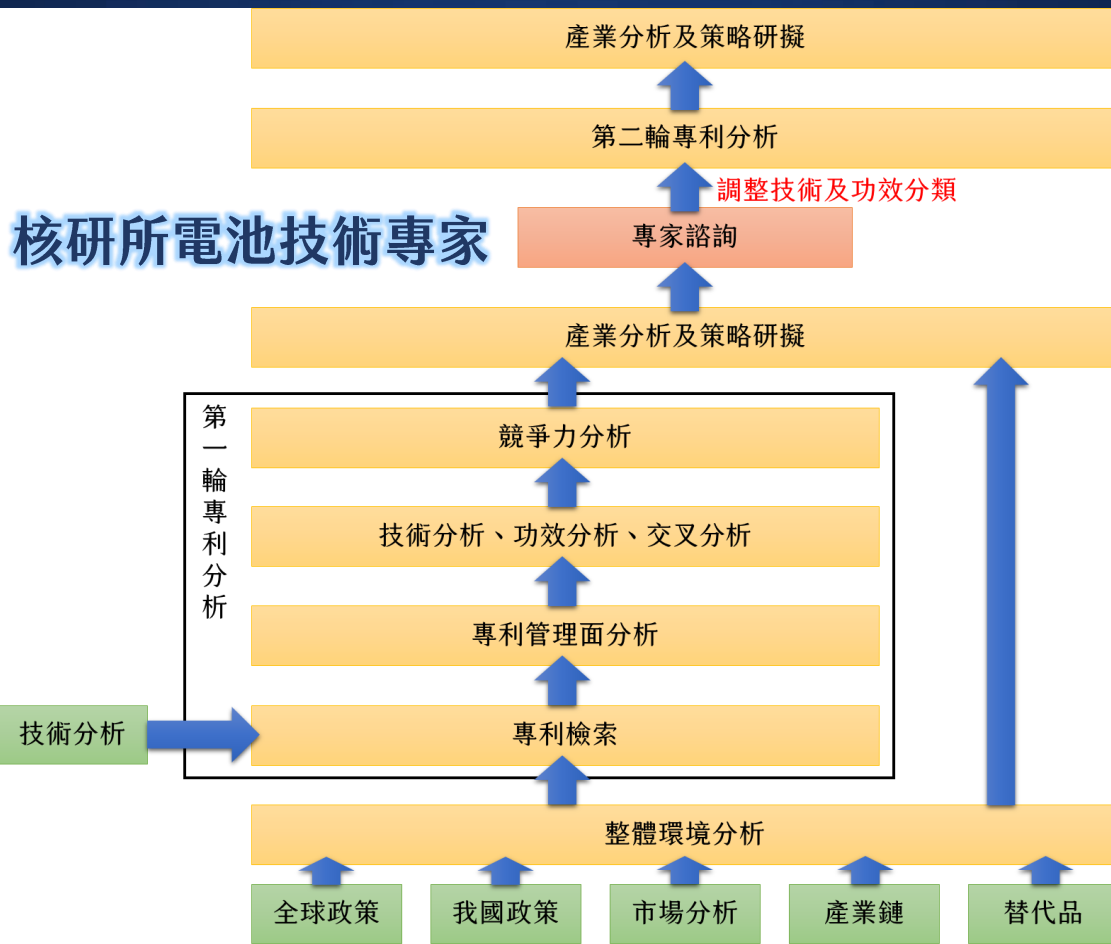 產業分析及策略研擬
第二輪專利分析
調整技術及功效分類
核研所電池技術專家
專家諮詢
產業分析及策略研擬
第一輪專利分析
競爭力分析
技術分析、功效分析、交叉分析
專利管理面分析
技術分析
專利檢索
整體環境分析
全球政策
我國政策
市場分析
產業鏈
替代品